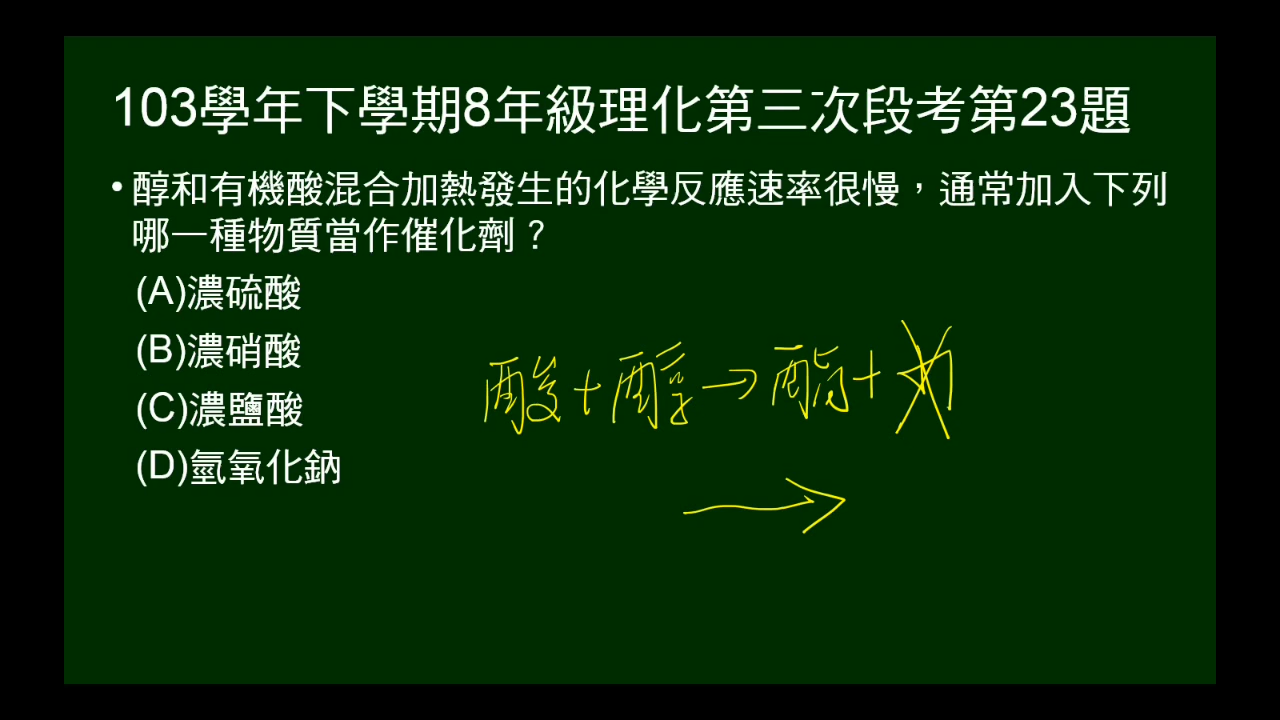 103學年下學期8年級理化第三次段考第23題
•醇和有機酸混合加熱發生的化學反應速率很慢，通常加入下列
哪一種物質當作催化劑？
(A)濃硫酸
(B)濃硝酸
(C)濃鹽酸
(D)氫氧化鈉
酸+醇→酯+